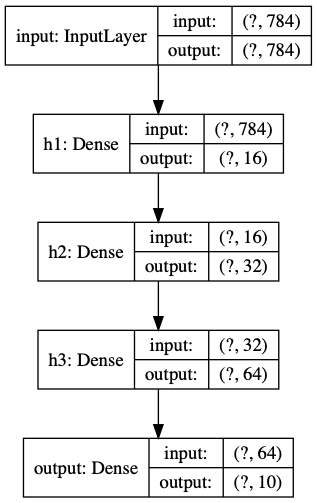 input: InputLayer
input: (?, 784)
output: (?, 784)
h1: Dense
input: (?, 784)
output: (?, 16)
h2: Dense
input: (?, 16)
output: (?, 32)
h3: Dense
input: (?, 32)
output: (?, 64)
output: Dense
input: (?, 64)
output: (?, 10)